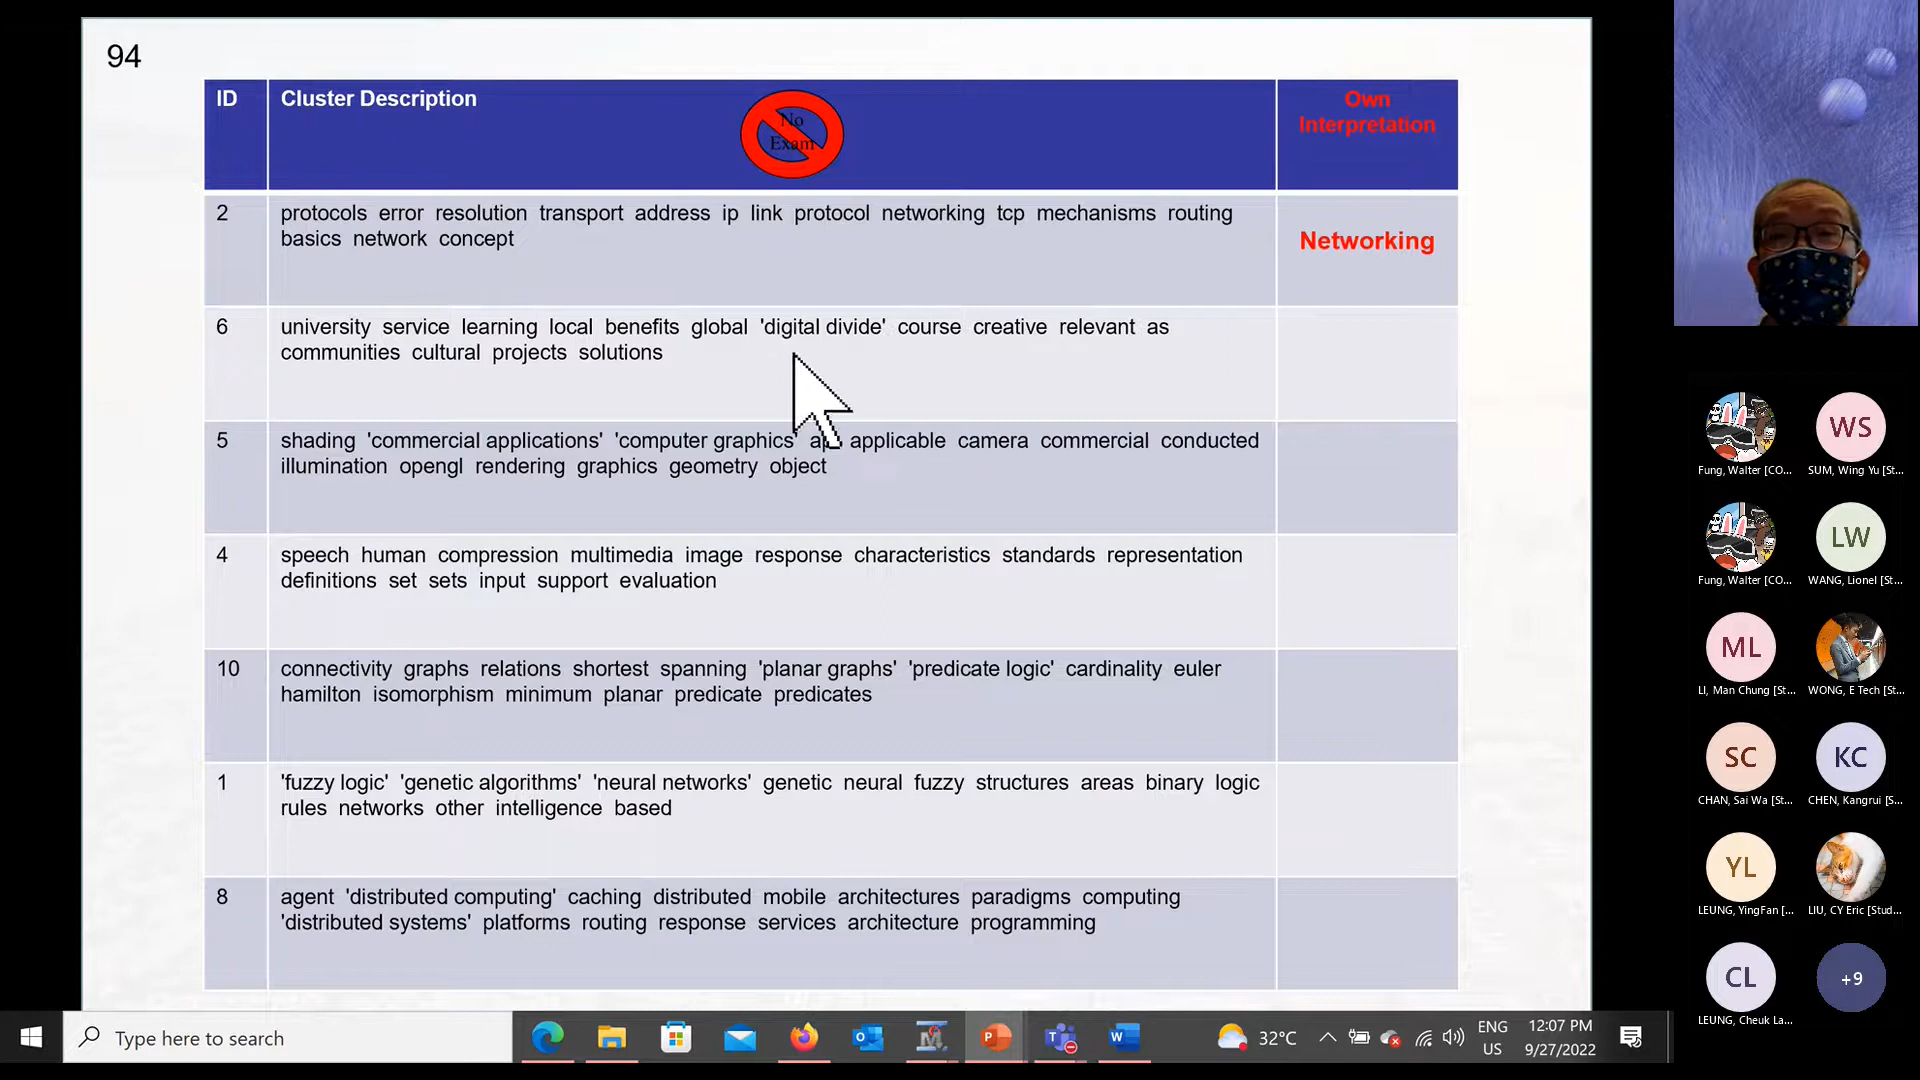 94
ID
Cluster Description
No
Exam
Own
Interpretation
2
protocols error resolution transport address ip link protocol networking tcp mechanisms routing
basics network concept
Networking
6
university service learning local benefits global 'digital divide' course creative relevant as
communities cultural projects solutions
5
shading 'commercial applications' 'computer graphics' applicable camera commercial conducted
illumination opengl rendering graphics geometry object
4
speech human compression multimedia image response characteristics standards representation
definitions set sets input support evaluation
10
connectivity graphs relations shortest spanning 'planar graphs' 'predicate logic' cardinality euler
hamilton isomorphism minimum planar predicate predicates
1
'fuzzy logic' 'genetic algorithms' 'neural networks' genetic neural fuzzy structures areas binary logic
rules networks other intelligence based
8
agent 'distributed computing' caching distributed mobile architectures paradigms computing
'distributed systems' platforms routing response services architecture programming
WS
Fung, Walter [CO...
SUM, Wing Yu [St...
LW
Fung, Walter [CO...
WANG, Lionel [St...
ML
LI, Man Chung [St...
WONG, E Tech [St...
SC
KC
CHAN, Sai Wa [St...
CHEN, Kangrui [S...
YL
LEUNG, YingFan [...
LIU, CY Eric [Stud...
CL
+9
LEUNG, Cheuk La...
Type here to search
32°C
ENG
US
12:07 PM
9/27/2022